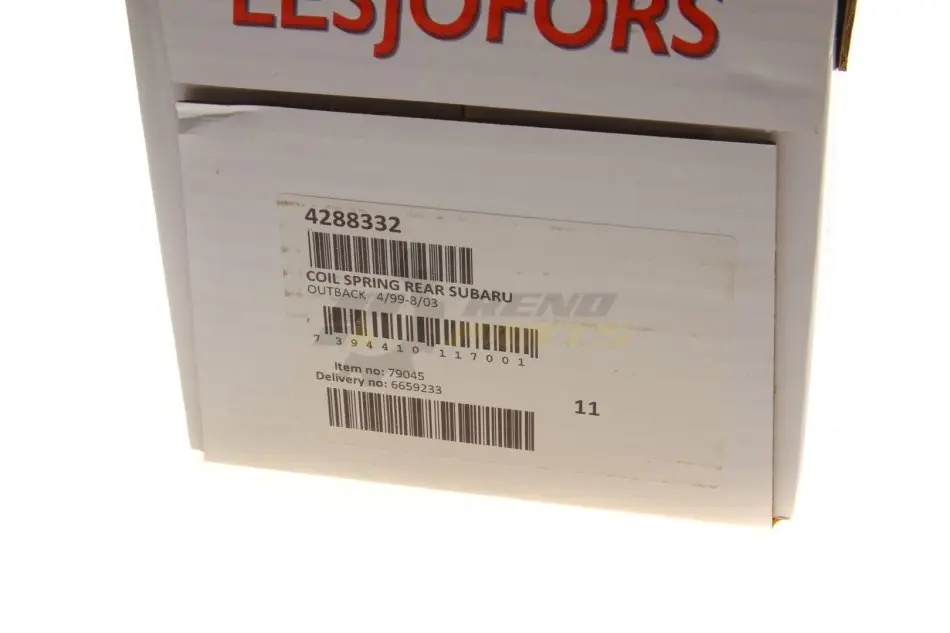 LESJÖFORS
4288332
COIL SPRING REAR SUBARU
OUTBACK 4/99-8/03
7 394410 117001
Item no: 79045
Delivery no: 6659233
11